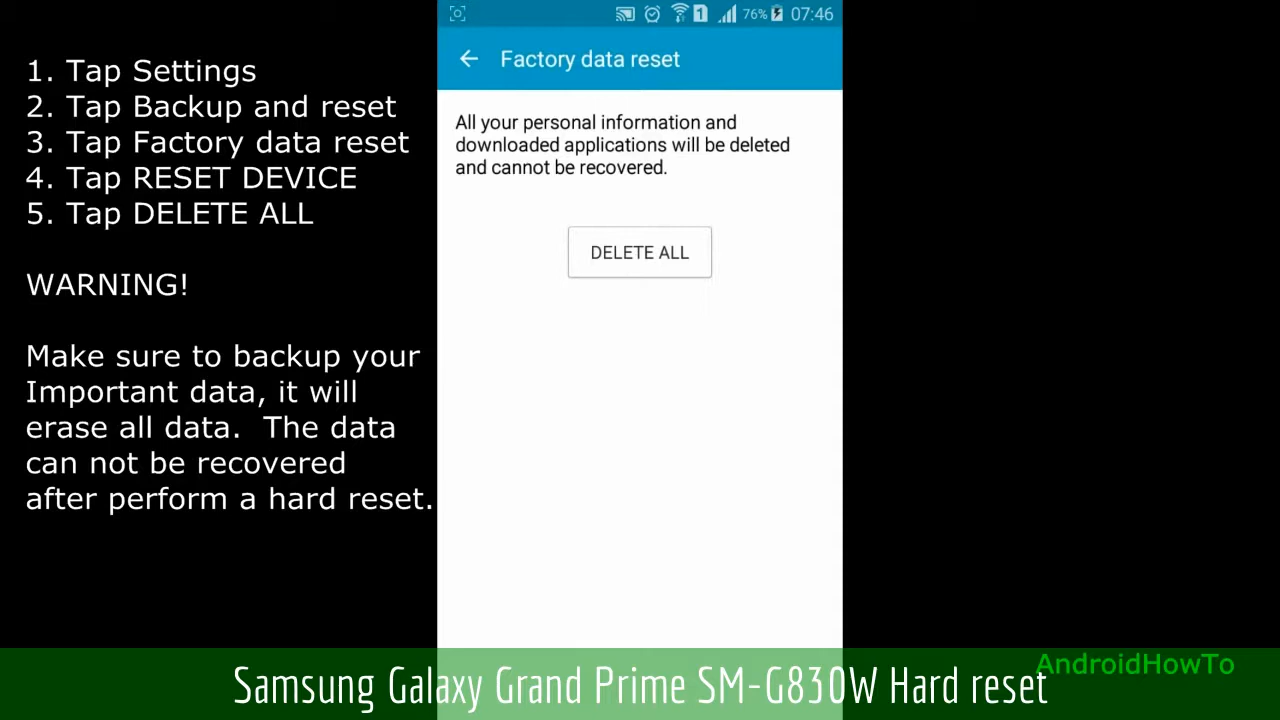 1. Tap Settings
2. Tap Backup and reset
3. Tap Factory data reset
4. Tap RESET DEVICE
5. Tap DELETE ALL
WARNING!
Make sure to backup your
Important data, it will
erase all data.  The data
can not be recovered
after perform a hard reset.
1 76% 07:46
Factory data reset
All your personal information and
downloaded applications will be deleted
and cannot be recovered.
DELETE ALL
AndroidHowTo
Samsung Galaxy Grand Prime SM-G830W Hard reset